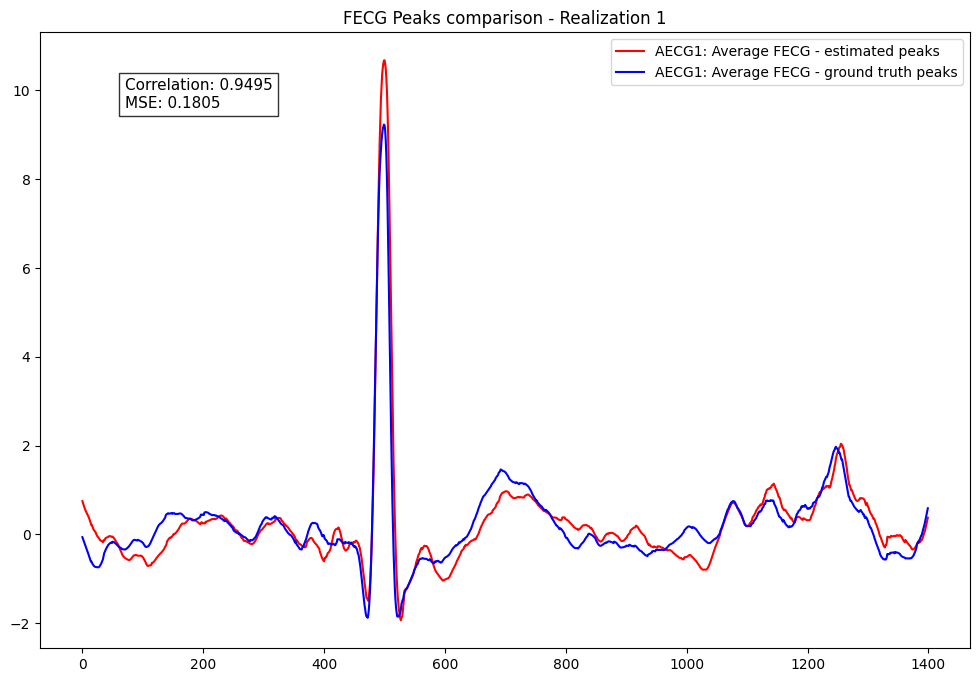 FECG Peaks comparison - Realization 1
AECG1: Average FECG - estimated peaks
AECG1: Average FECG - ground truth peaks
Correlation: 0.9495
MSE: 0.1805
10
8
6
4
2
0
−2
0 200 400 600 800 1000 1200 1400